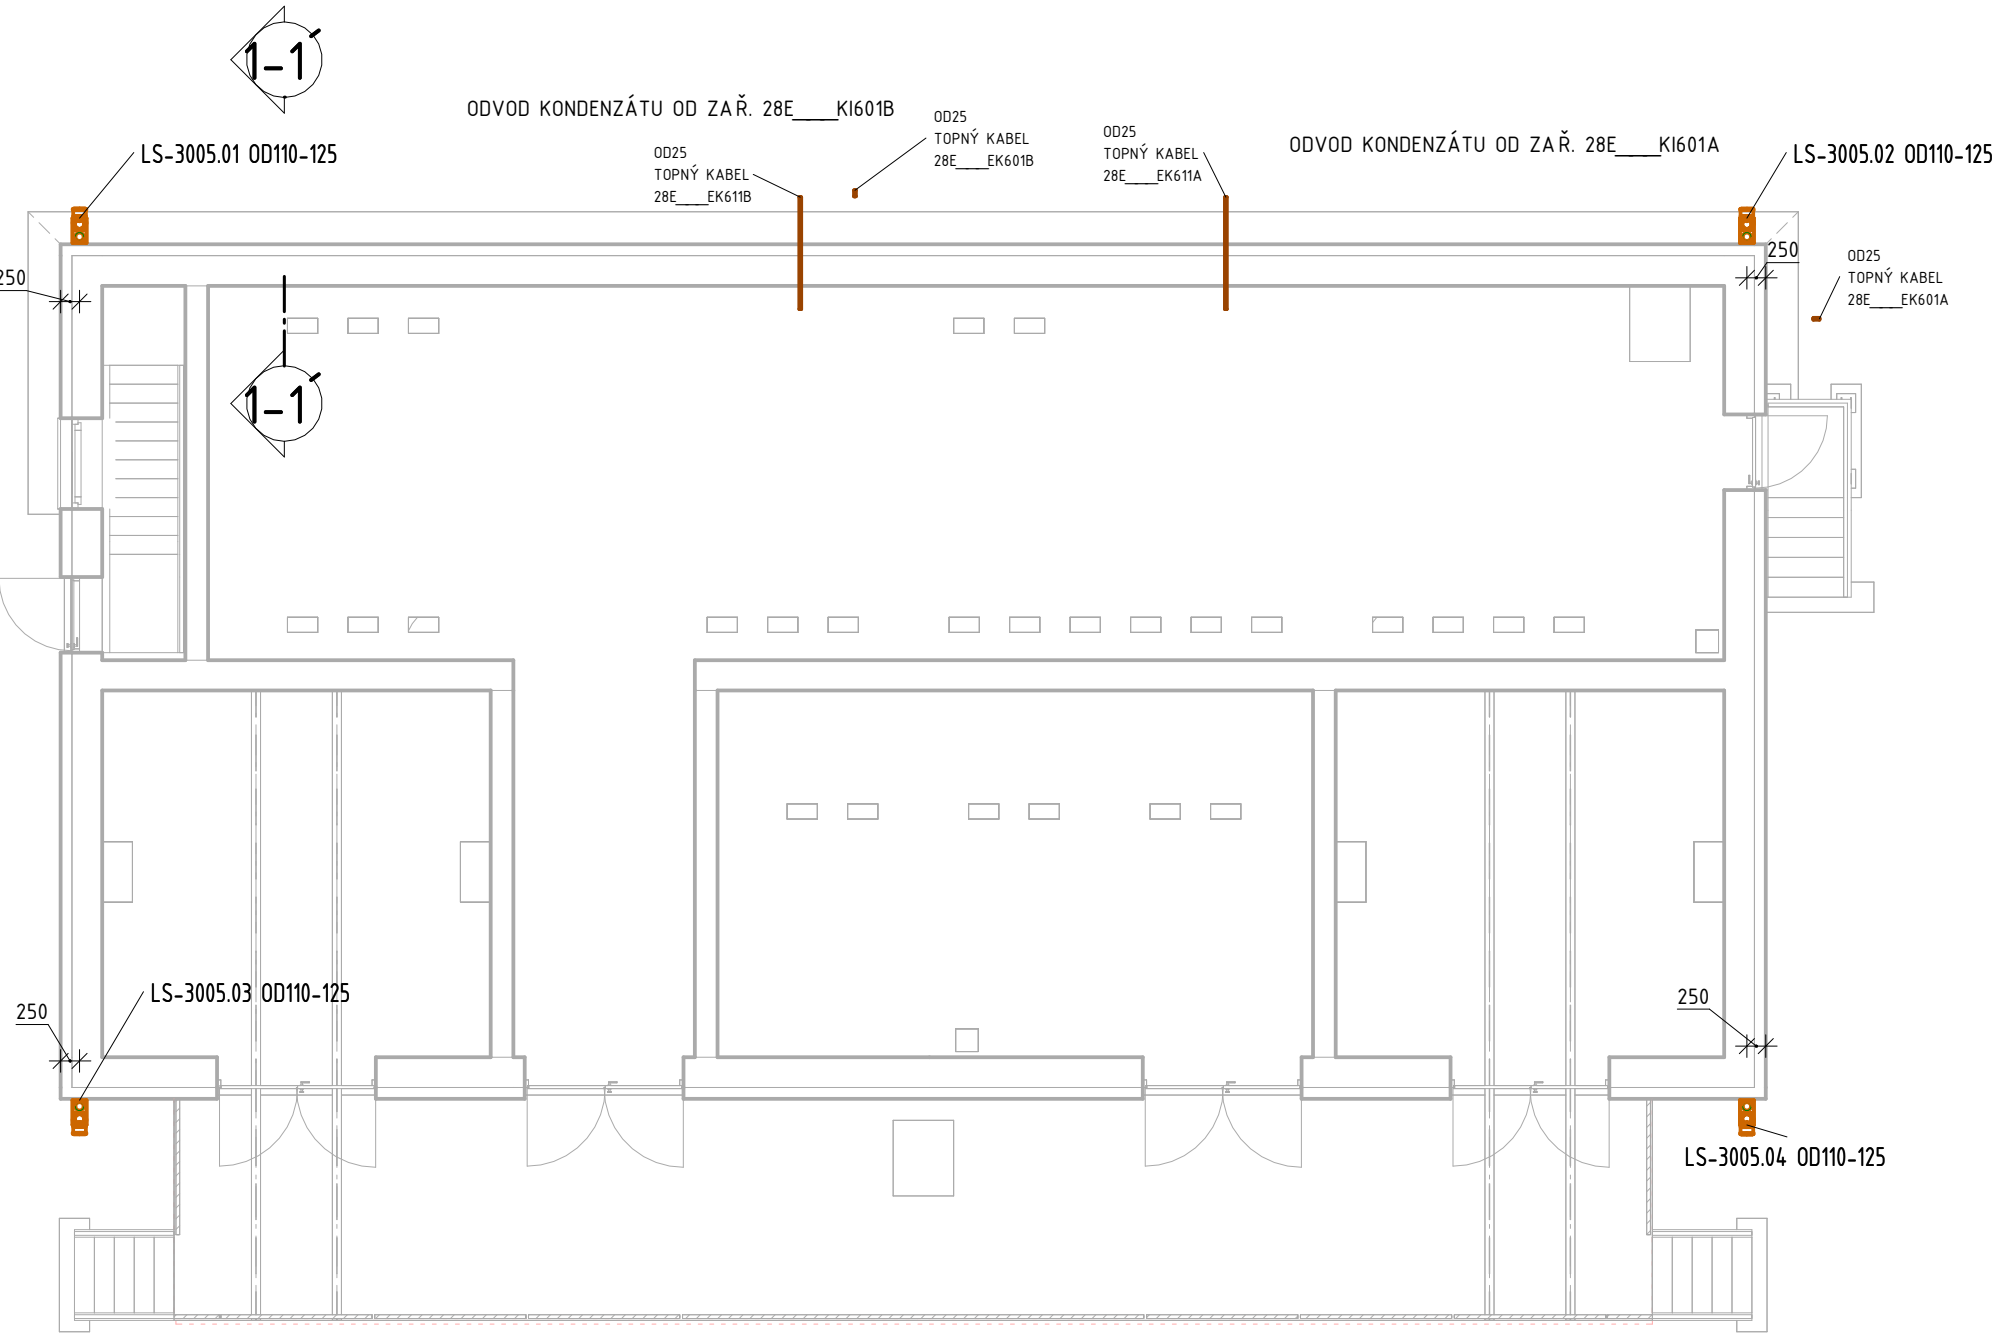 1-1'
ODVOD KONDENZÁTU OD ZAŘ. 28E____KI601B
OD25
TOPNÝ KABEL
28E____EK601B
OD25
TOPNÝ KABEL
28E____EK611A
ODVOD KONDENZÁTU OD ZAŘ. 28E____KI601A
LS-3005.01 OD110-125
OD25
TOPNÝ KABEL
28E____EK611B
LS-3005.02 OD110-125
250
250
OD25
TOPNÝ KABEL
28E____EK601A
1-1'
LS-3005.03 OD110-125
250
250
LS-3005.04 OD110-125